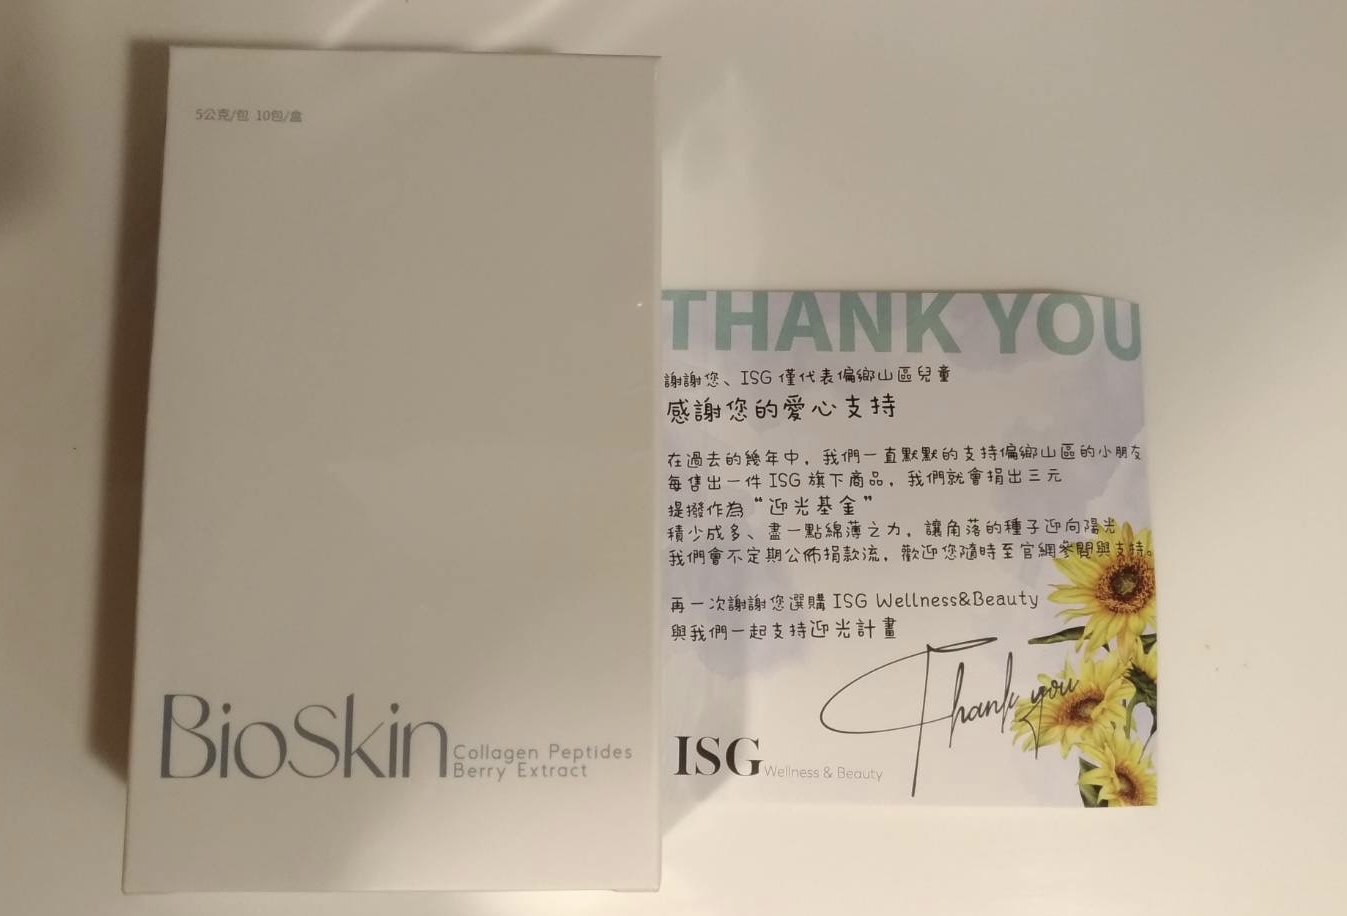 5公克/包 10包/盒
BioSkin
Collagen Peptides
Berry Extract
THANK YOU
謝謝您、ISG 僅代表偏鄉山區兒童
感謝您的愛心支持
在過去的幾年中，我們一直默默的支持偏鄉山區的小朋友
每售出一件 ISG 旗下商品，我們就會捐出三元
提撥作為“迎光基金”
積少成多、盡一點綿薄之力，讓角落的種子迎向陽光
我們會不定期公佈捐款流，歡迎您隨時至官網參閱與支持。
再一次謝謝您選購 ISG Wellness&Beauty
與我們一起支持迎光計畫
Thank you
ISG Wellness & Beauty